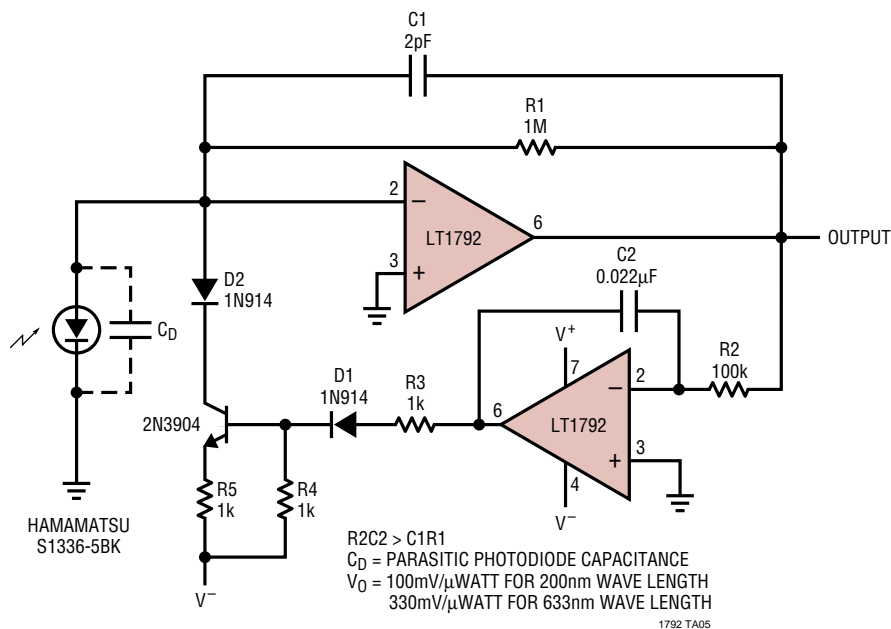 C1
2pF
R1
1M
2
−
6
LT1792
OUTPUT
3
+
D2
1N914
C2
0.022µF
CD
V+
R2
100k
D1
1N914
R3
1k
7
2
−
6
2N3904
LT1792
3
+
4
R5
1k
R4
1k
V−
HAMAMATSU
S1336-5BK
R2C2 > C1R1
CD = PARASITIC PHOTODIODE CAPACITANCE
VO = 100mV/µWATT FOR 200nm WAVE LENGTH
330mV/µWATT FOR 633nm WAVE LENGTH
V−
1792 TA05